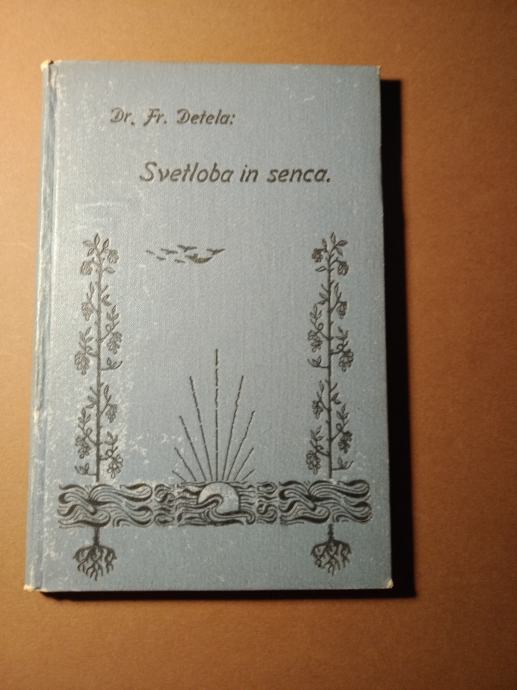 Dr. Fr. Detela:
Svetloba in senca.